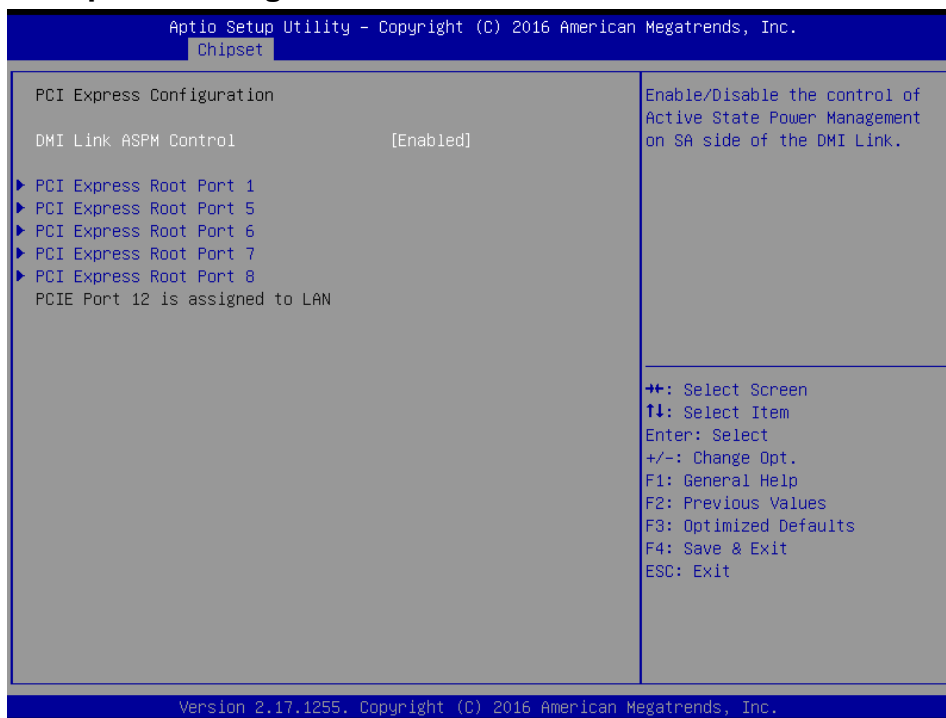 Aptio Setup Utility – Copyright (C) 2016 American Megatrends, Inc.
Chipset
PCI Express Configuration
DMI Link ASPM Control [Enabled]
PCI Express Root Port 1
PCI Express Root Port 5
PCI Express Root Port 6
PCI Express Root Port 7
PCI Express Root Port 8
PCIE Port 12 is assigned to LAN
Enable/Disable the control of
Active State Power Management
on SA side of the DMI Link.
→←: Select Screen
↑↓: Select Item
Enter: Select
+/-: Change Opt.
F1: General Help
F2: Previous Values
F3: Optimized Defaults
F4: Save & Exit
ESC: Exit
Version 2.17.1255. Copyright (C) 2016 American Megatrends, Inc.